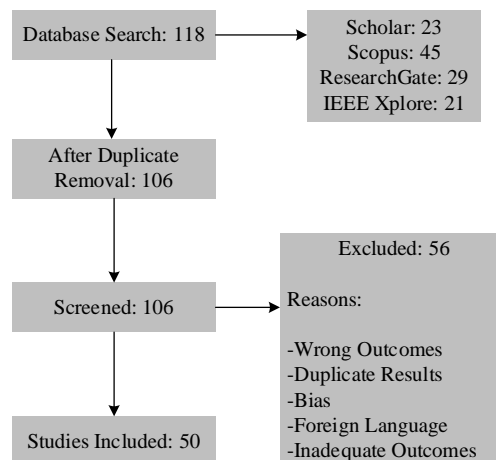 Database Search: 118
Scholar: 23
Scopus: 45
ResearchGate: 29
IEEE Xplore: 21
After Duplicate
Removal: 106
Screened: 106
Excluded: 56
Reasons:
-Wrong Outcomes
-Duplicate Results
-Bias
-Foreign Language
-Inadequate Outcomes
Studies Included: 50